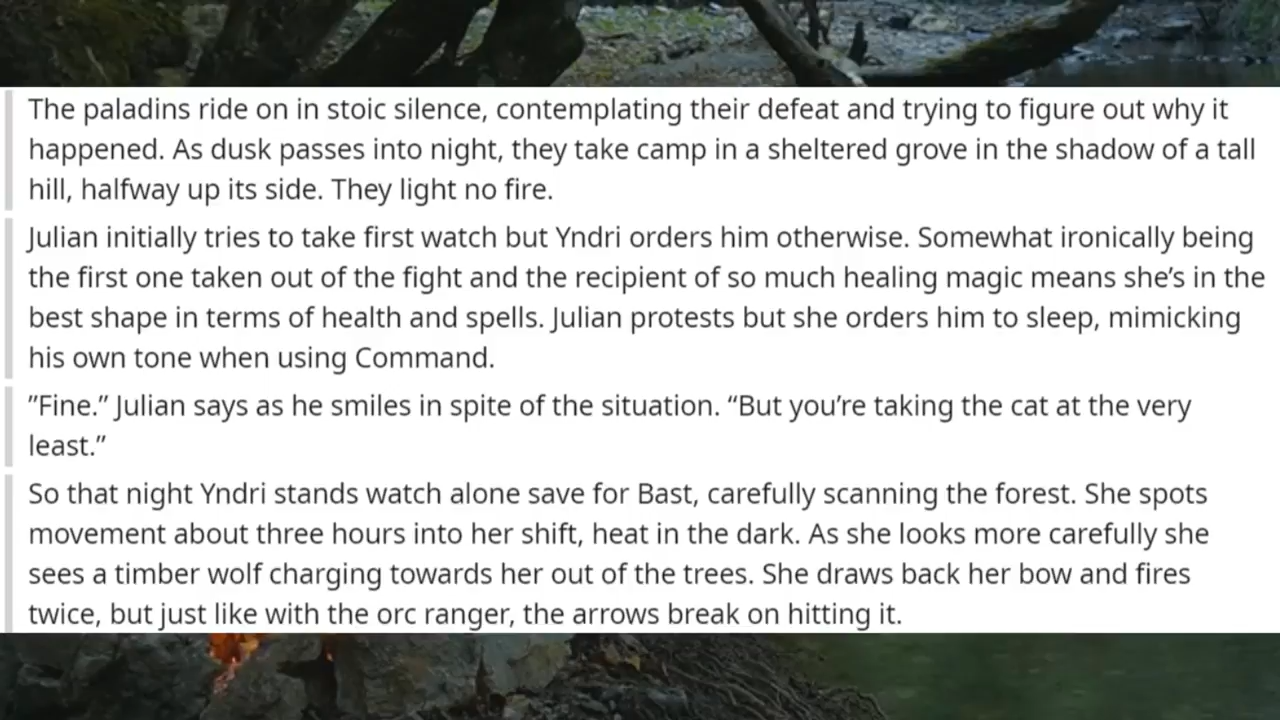 The paladins ride on in stoic silence, contemplating their defeat and trying to figure out why it
happened. As dusk passes into night, they take camp in a sheltered grove in the shadow of a tall
hill, halfway up its side. They light no fire.
Julian initially tries to take first watch but Yndri orders him otherwise. Somewhat ironically being
the first one taken out of the fight and the recipient of so much healing magic means she’s in the
best shape in terms of health and spells. Julian protests but she orders him to sleep, mimicking
his own tone when using Command.
”Fine.” Julian says as he smiles in spite of the situation. “But you’re taking the cat at the very
least.”
So that night Yndri stands watch alone save for Bast, carefully scanning the forest. She spots
movement about three hours into her shift, heat in the dark. As she looks more carefully she
sees a timber wolf charging towards her out of the trees. She draws back her bow and fires
twice, but just like with the orc ranger, the arrows break on hitting it.